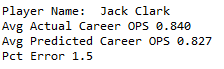 Player Name:  Jack Clark
Avg Actual Career OPS 0.840
Avg Predicted Career OPS 0.827
Pct Error 1.5